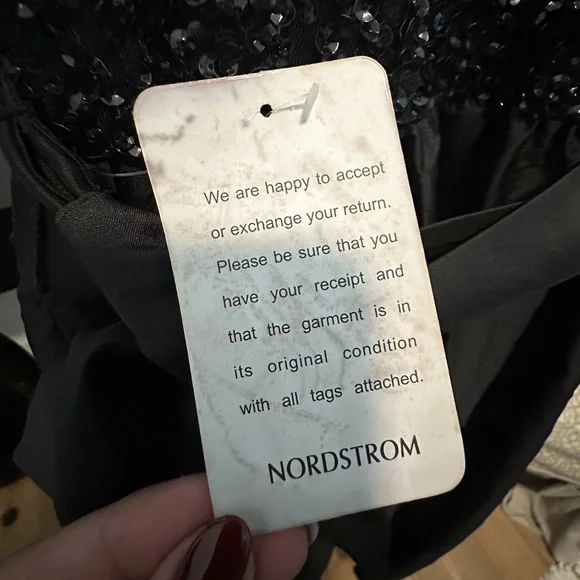 We are happy to accept
or exchange your return.
Please be sure that you
have your receipt and
that the garment is in
its original condition
with all tags attached.
NORDSTROM